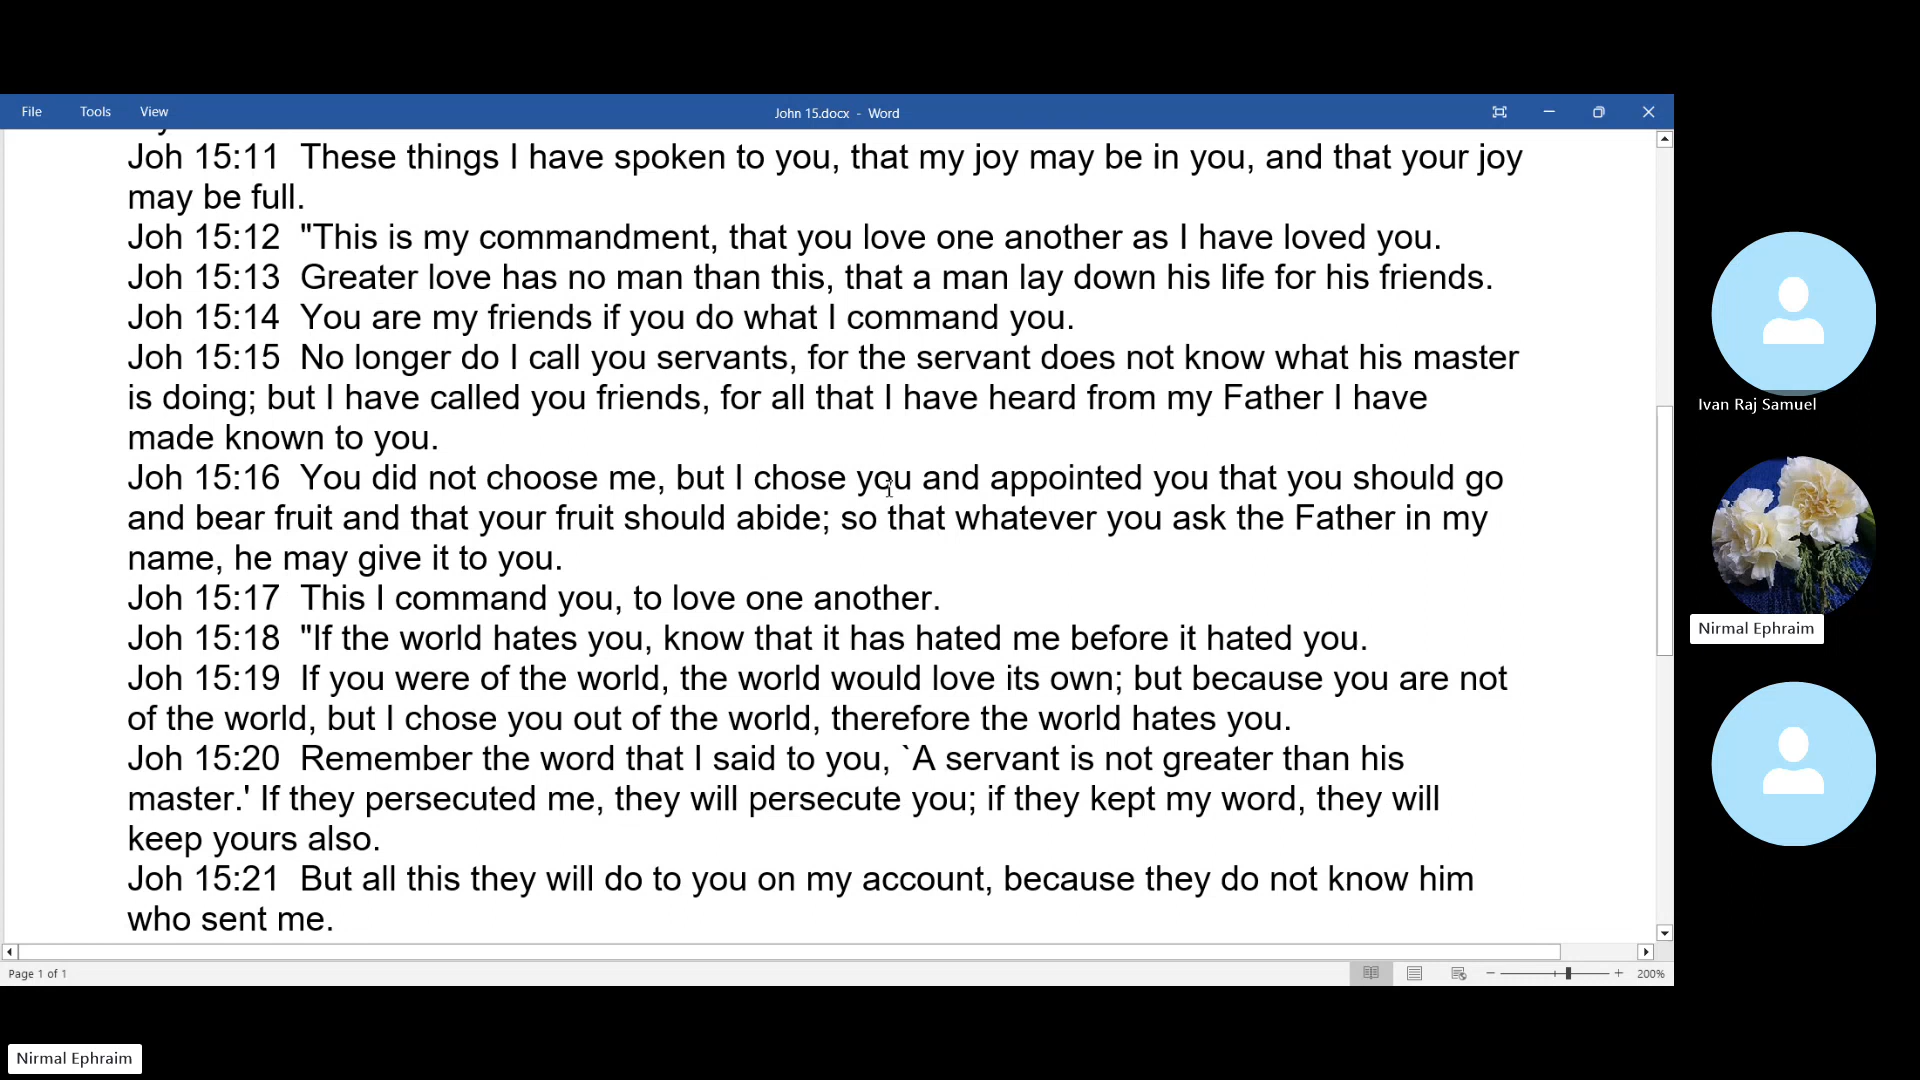 File Tools View John 15.docx - Word
Joh 15:11 These things I have spoken to you, that my joy may be in you, and that your joy
may be full.
Joh 15:12 "This is my commandment, that you love one another as I have loved you.
Joh 15:13 Greater love has no man than this, that a man lay down his life for his friends.
Joh 15:14 You are my friends if you do what I command you.
Joh 15:15 No longer do I call you servants, for the servant does not know what his master
is doing; but I have called you friends, for all that I have heard from my Father I have
made known to you.
Joh 15:16 You did not choose me, but I chose you and appointed you that you should go
and bear fruit and that your fruit should abide; so that whatever you ask the Father in my
name, he may give it to you.
Joh 15:17 This I command you, to love one another.
Joh 15:18 "If the world hates you, know that it has hated me before it hated you.
Joh 15:19 If you were of the world, the world would love its own; but because you are not
of the world, but I chose you out of the world, therefore the world hates you.
Joh 15:20 Remember the word that I said to you, `A servant is not greater than his
master.' If they persecuted me, they will persecute you; if they kept my word, they will
keep yours also.
Joh 15:21 But all this they will do to you on my account, because they do not know him
who sent me.
Page 1 of 1
200%
Ivan Raj Samuel
Nirmal Ephraim
Nirmal Ephraim